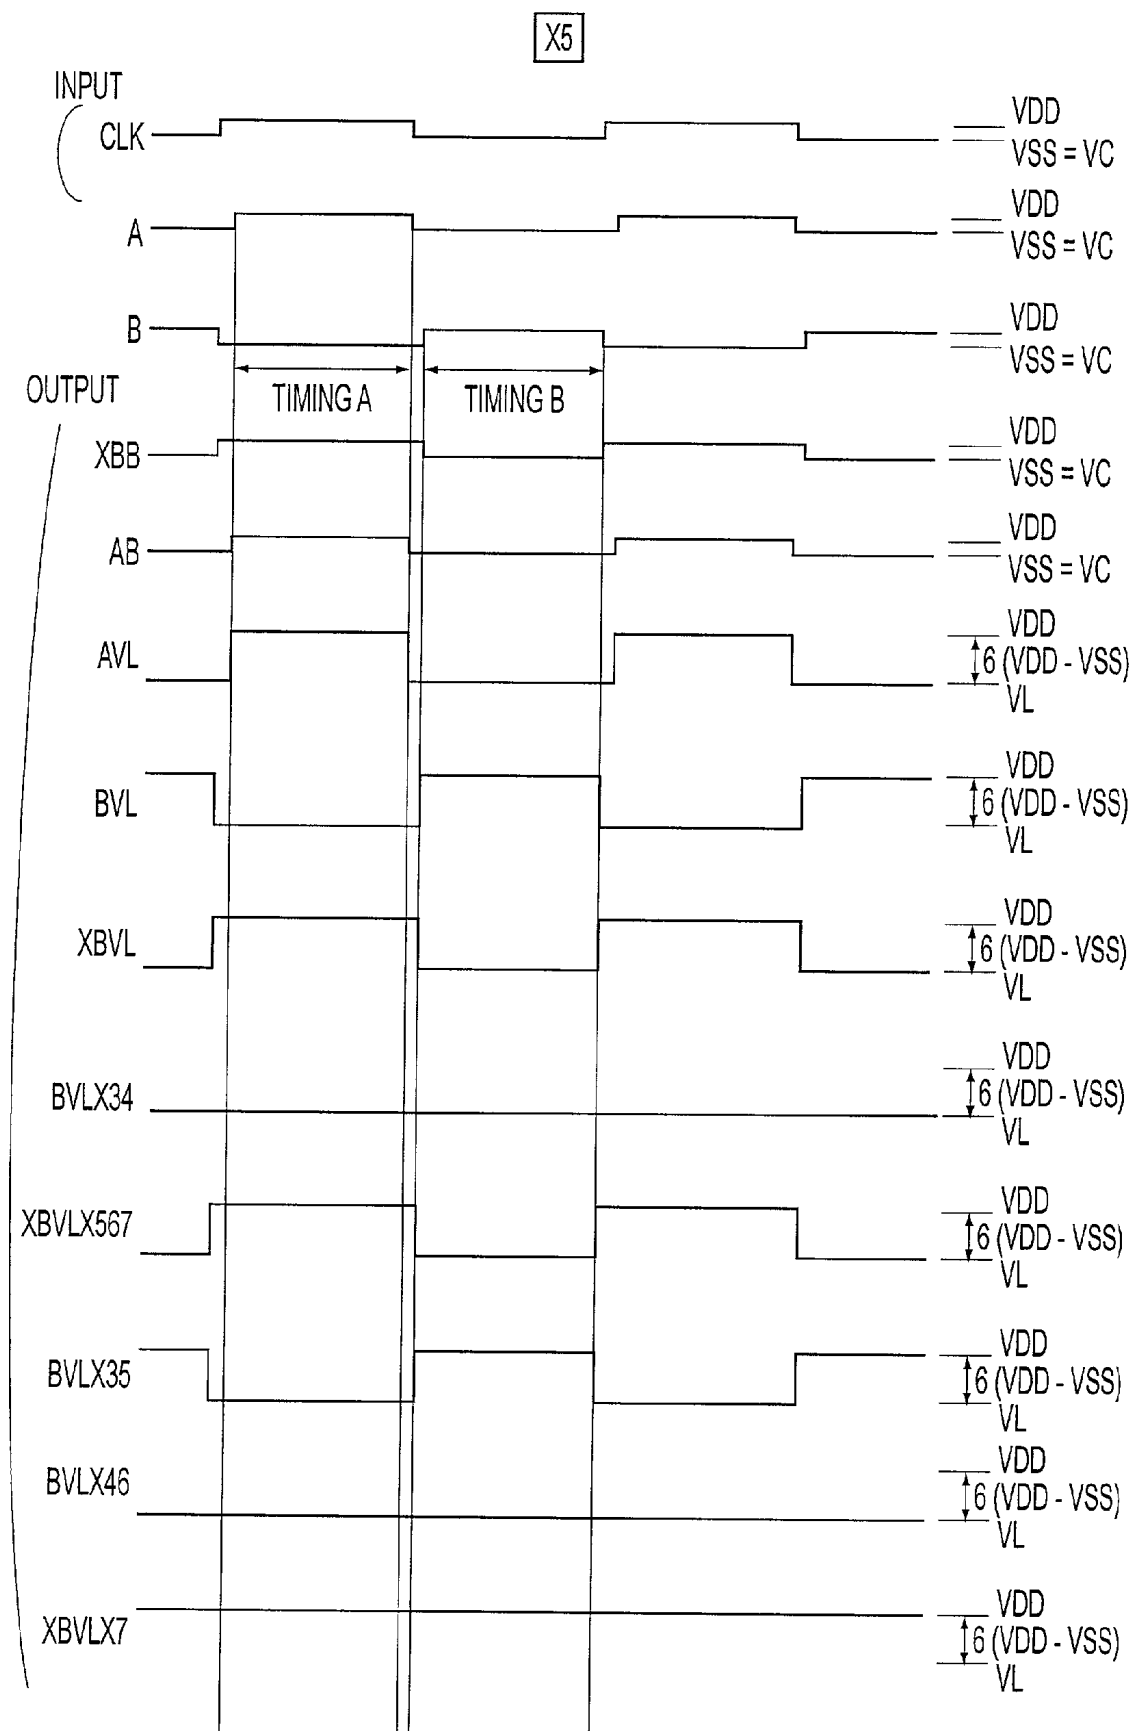 X5
INPUT
CLK
VDD
VSS = VC
A
VDD
VSS = VC
B
VDD
VSS = VC
TIMING A
TIMING B
OUTPUT
XBB
VDD
VSS = VC
AB
VDD
VSS = VC
AVL
VDD
6 (VDD - VSS)
VL
BVL
VDD
6 (VDD - VSS)
VL
XBVL
VDD
6 (VDD - VSS)
VL
BVLX34
VDD
6 (VDD - VSS)
VL
XBVLX567
VDD
6 (VDD - VSS)
VL
BVLX35
VDD
6 (VDD - VSS)
VL
BVLX46
VDD
6 (VDD - VSS)
VL
XBVLX7
VDD
6 (VDD - VSS)
VL